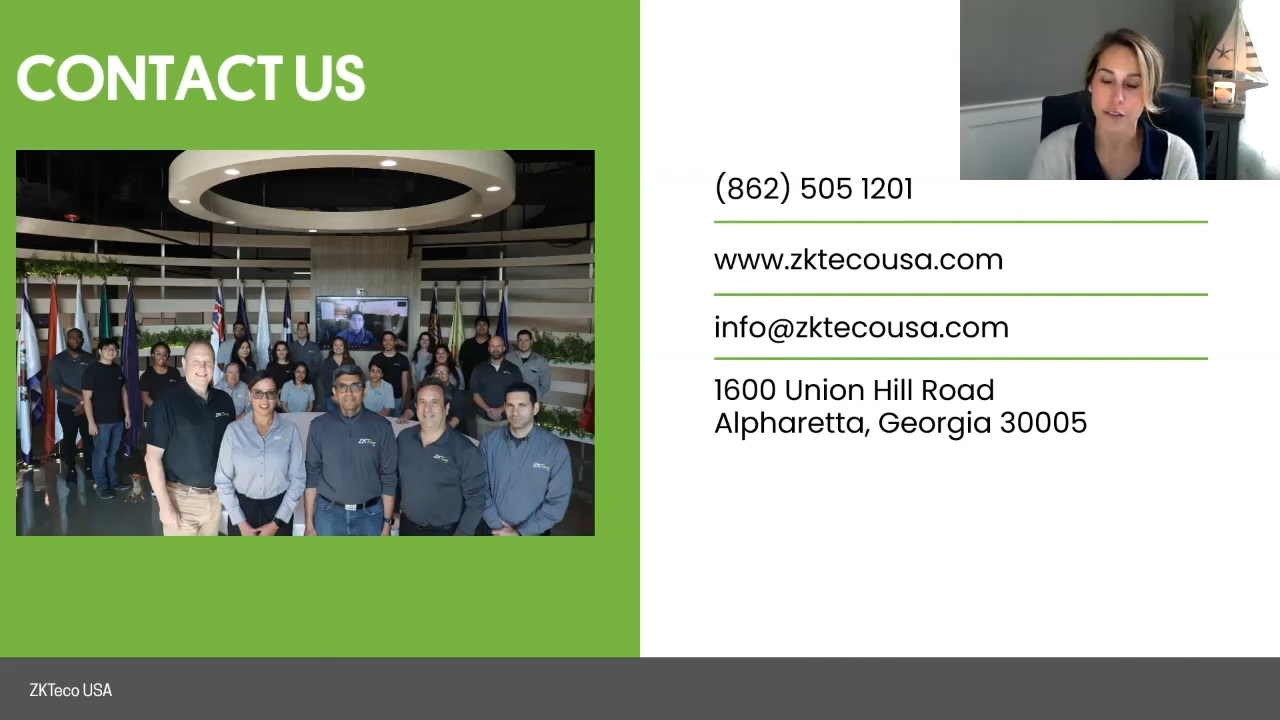 CONTACT US
(862) 505 1201
www.zktecousa.com
info@zktecousa.com
1600 Union Hill Road
Alpharetta, Georgia 30005
ZKTeco USA